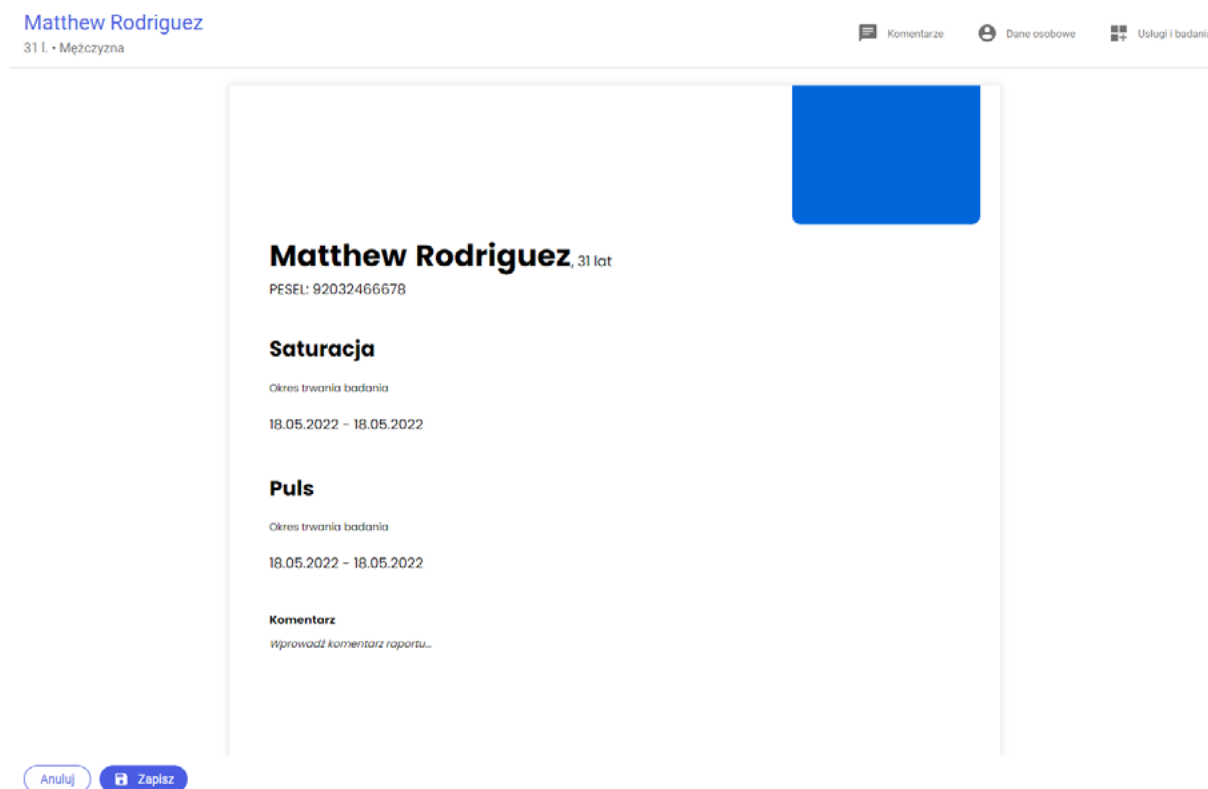 Matthew Rodriguez
31 l. • Mężczyzna
Komentarze
Dane osobowe
Usługi i badania
Matthew Rodriguez, 31 lat
PESEL: 92032466678
Saturacja
Okres trwania badania
18.05.2022 - 18.05.2022
Puls
Okres trwania badania
18.05.2022 - 18.05.2022
Komentarz
Wprowadź komentarz raportu...
Anuluj
Zapisz